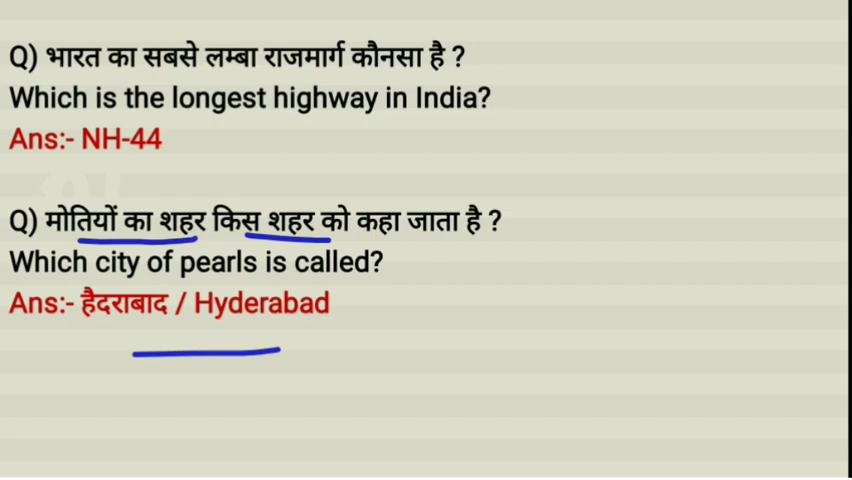 Q) भारत का सबसे लम्बा राजमार्ग कौनसा है ?
Which is the longest highway in India?
Ans:- NH-44
Q) मोतियों का शहर किस शहर को कहा जाता है ?
Which city of pearls is called?
Ans:- हैदराबाद / Hyderabad